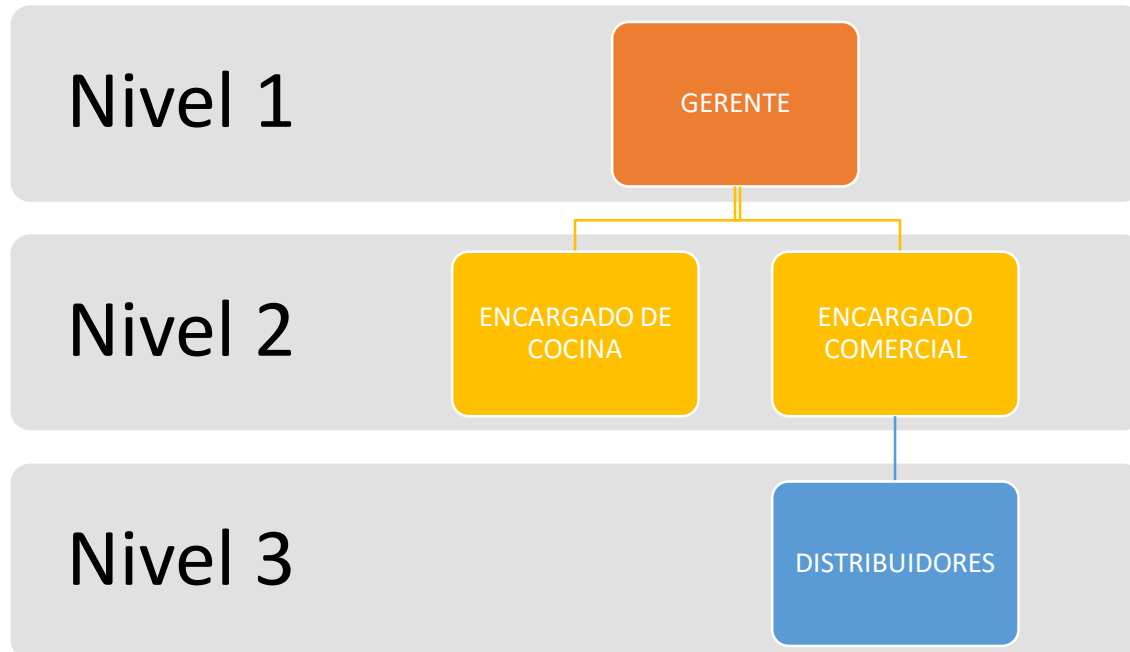 Nivel 1
GERENTE
Nivel 2
ENCARGADO DE
COCINA
ENCARGADO
COMERCIAL
Nivel 3
DISTRIBUIDORES